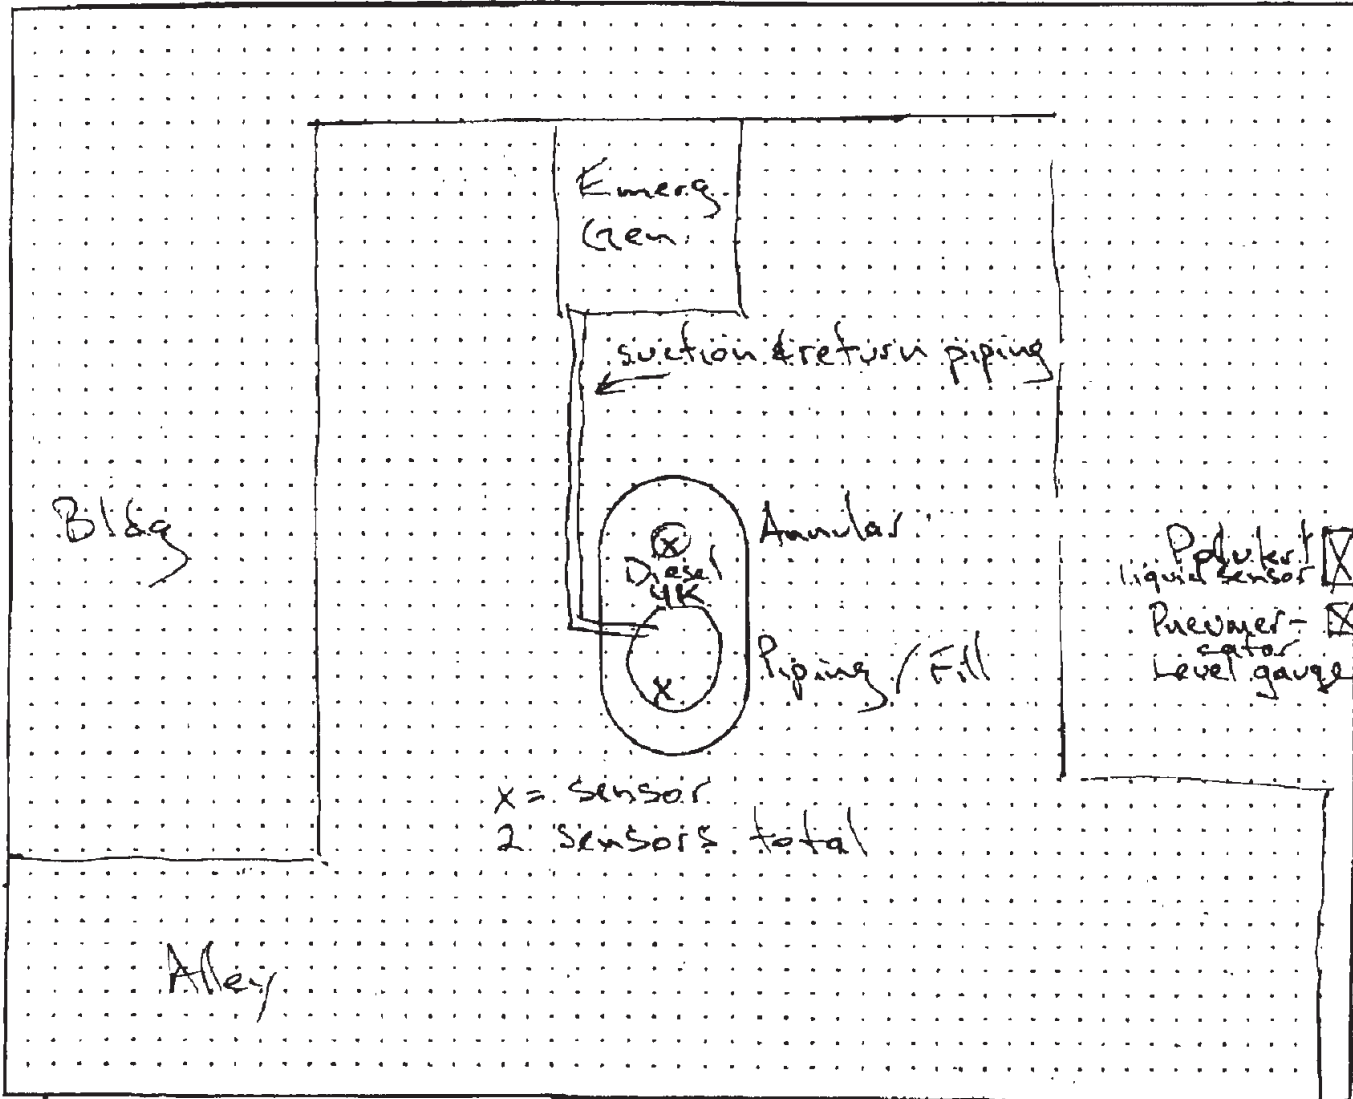 Emerg.
Gen.
suction & return piping
Bldg
Annular
Diesel
4K
liquid sensor
Pneumer-
cator
Level gauge
Piping / Fill
x = sensor
2 sensors total
Alley